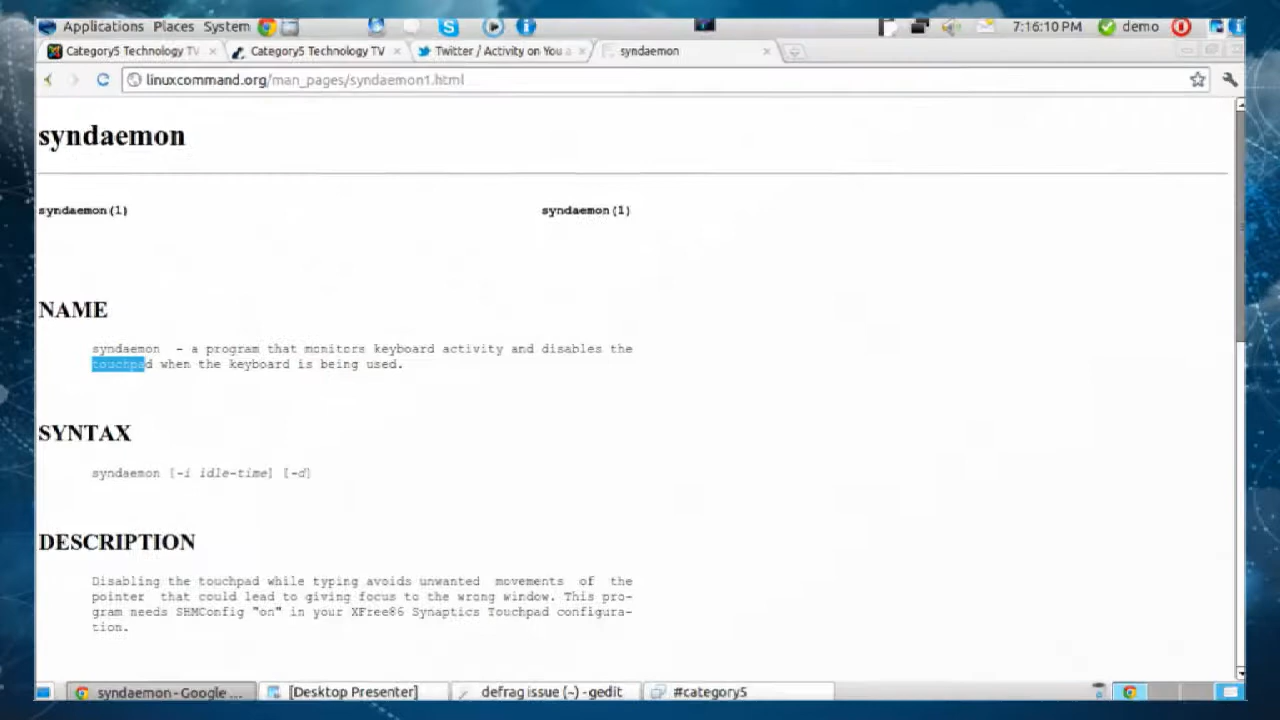 Applications Places System 7:16:10 PM demo
Category5 Technology TV Category5 Technology TV Twitter / Activity on You a syndaemon
linuxcommand.org/man_pages/syndaemon1.html
syndaemon
syndaemon(1) syndaemon(1)
NAME
syndaemon - a program that monitors keyboard activity and disables the
touchpad when the keyboard is being used.
SYNTAX
syndaemon [-i idle-time] [-d]
DESCRIPTION
Disabling the touchpad while typing avoids unwanted movements of the
pointer that could lead to giving focus to the wrong window. This pro-
gram needs SHMConfig "on" in your XFree86 Synaptics Touchpad configura-
tion.
syndaemon - Google ... [Desktop Presenter] defrag issue (~) - gedit #category5